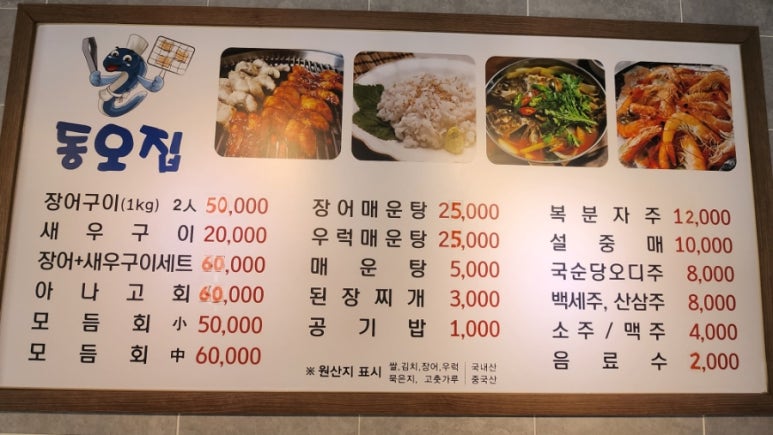 동오집
장어구이(1kg) 2人 50,000
새우구이 20,000
장어+새우구이세트 60,000
아나고회 60,000
모듬회 小 50,000
모듬회 中 60,000
장어매운탕 25,000
우럭매운탕 25,000
매운탕 5,000
된장찌개 3,000
공기밥 1,000
※ 원산지 표시
쌀,김치,장어,우럭 국내산
묵은지, 고춧가루 중국산
복분자주 12,000
설중매 10,000
국순당오디주 8,000
백세주, 산삼주 8,000
소주/맥주 4,000
음료수 2,000